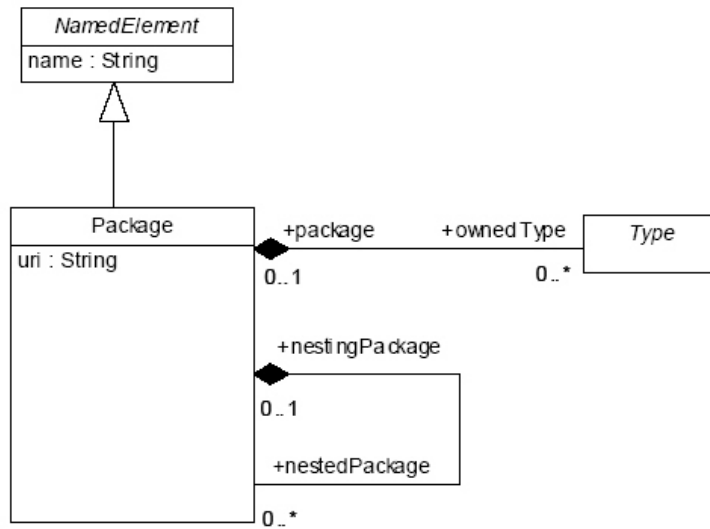 NamedElement
name : String
Package
uri : String
+package
+ownedType
Type
0..1
0..*
+nestingPackage
0..1
+nestedPackage
0..*